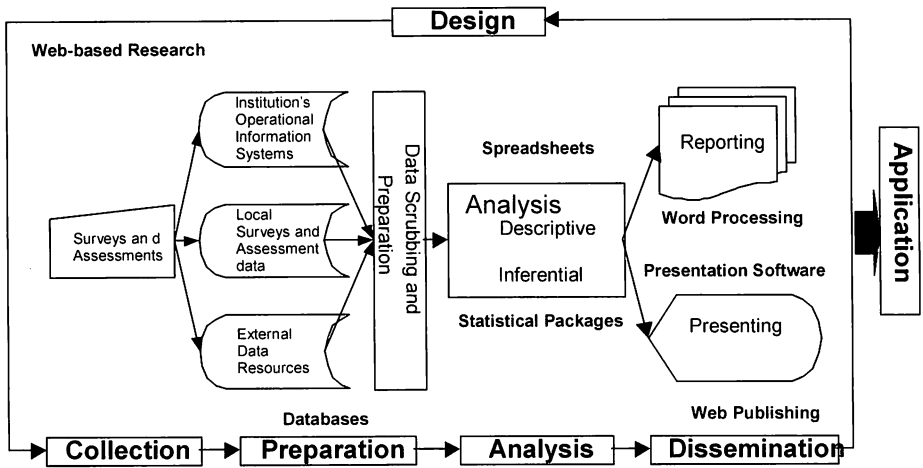 Design
Web-based Research
Institution's
Operational
Information
Systems
Surveys and
Assessments
Local
Surveys and
Assessment
data
External
Data
Resources
Data Scrubbing and
Preparation
Spreadsheets
Analysis
Descriptive
Inferential
Statistical Packages
Reporting
Word Processing
Presentation Software
Presenting
Application
Databases
Web Publishing
Collection
Preparation
Analysis
Dissemination